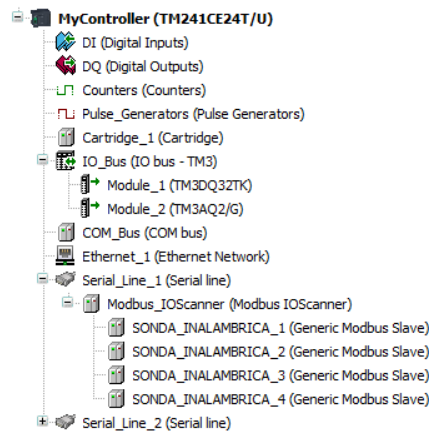 MyController (TM241CE24T/U)
DI (Digital Inputs)
DQ (Digital Outputs)
Counters (Counters)
Pulse_Generators (Pulse Generators)
Cartridge_1 (Cartridge)
IO_Bus (IO bus - TM3)
Module_1 (TM3DQ32TK)
Module_2 (TM3AQ2/G)
COM_Bus (COM bus)
Ethernet_1 (Ethernet Network)
Serial_Line_1 (Serial line)
Modbus_IOScanner (Modbus IOScanner)
SONDA_INALAMBRICA_1 (Generic Modbus Slave)
SONDA_INALAMBRICA_2 (Generic Modbus Slave)
SONDA_INALAMBRICA_3 (Generic Modbus Slave)
SONDA_INALAMBRICA_4 (Generic Modbus Slave)
Serial_Line_2 (Serial line)